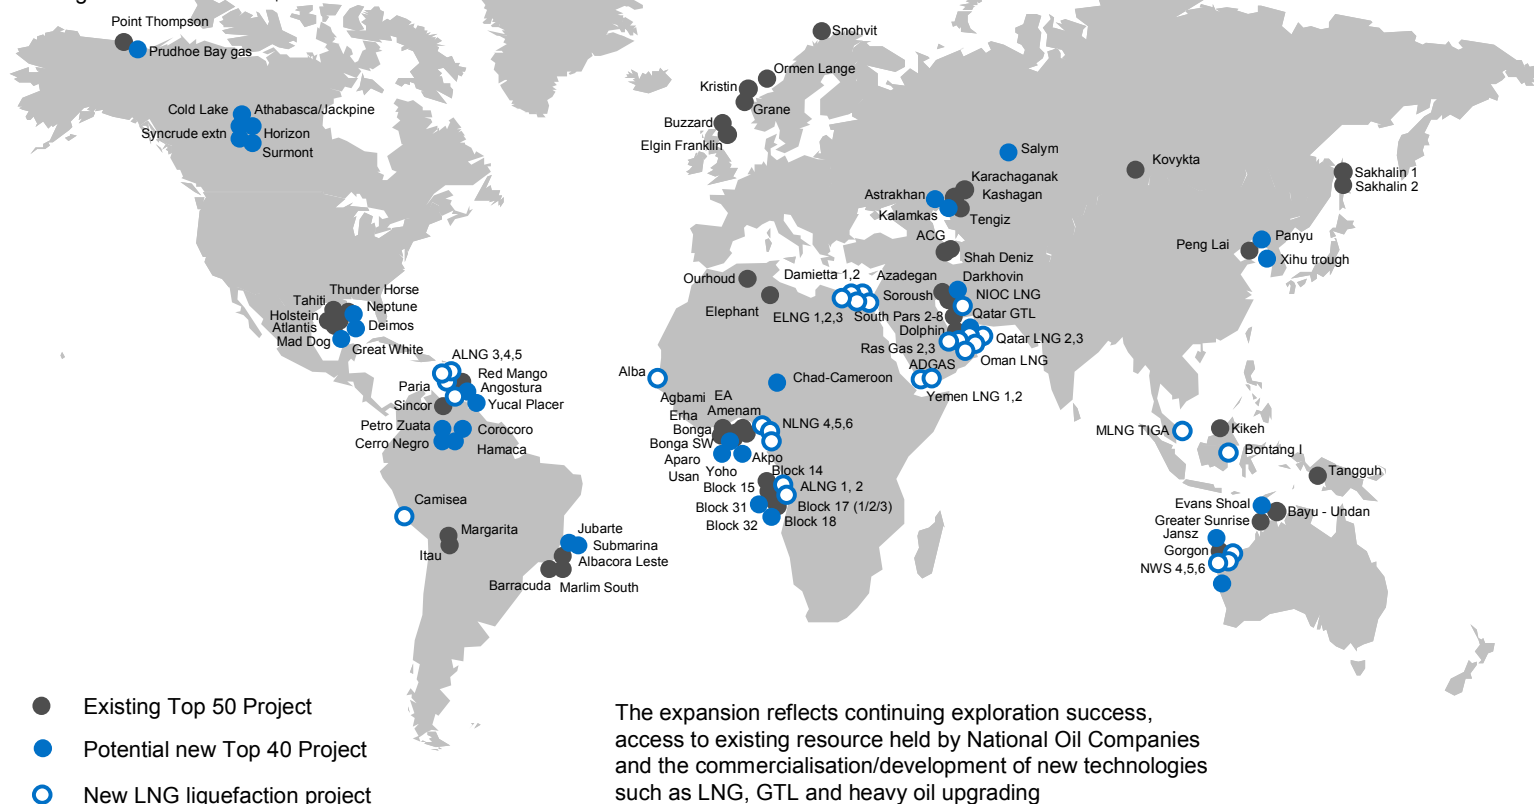 Point Thompson
Prudhoe Bay gas
Snohvit
Ormen Lange
Kristin
Grane
Buzzard
Elgin Franklin
Cold Lake
Athabasca/Jackpine
Syncrude extn
Horizon
Surmont
Salym
Kovykta
Sakhalin 1
Sakhalin 2
Karachaganak
Astrakhan
Kashagan
Kalamkas
Tengiz
ACG
Shah Deniz
Peng Lai
Panyu
Xihu trough
Ourhoud
Elephant
Damietta 1,2
ELNG 1,2,3
Azadegan
Darkhovin
Soroush
NIOC LNG
South Pars 2-8
Qatar GTL
Dolphin
Qatar LNG 2,3
Ras Gas 2,3
Oman LNG
ADGAS
Yemen LNG 1,2
Thunder Horse
Tahiti
Neptune
Holstein
Atlantis
Deimos
Mad Dog
Great White
ALNG 3,4,5
Red Mango
Paria
Angostura
Sincor
Yucal Placer
Petro Zuata
Corocoro
Cerro Negro
Hamaca
Alba
Chad-Cameroon
Agbami
EA
Erha
Amenam
Bonga
NLNG 4,5,6
Bonga SW
Aparo
Akpo
Usan
Yoho
Block 14
Block 15
ALNG 1, 2
Block 31
Block 17 (1/2/3)
Block 32
Block 18
MLNG TIGA
Kikeh
Bontang I
Tangguh
Evans Shoal
Bayu - Undan
Greater Sunrise
Jansz
Gorgon
NWS 4,5,6
Camisea
Margarita
Itau
Jubarte
Submarina
Albacora Leste
Barracuda
Marlim South
Existing Top 50 Project
Potential new Top 40 Project
New LNG liquefaction project
The expansion reflects continuing exploration success,
access to existing resource held by National Oil Companies
and the commercialisation/development of new technologies
such as LNG, GTL and heavy oil upgrading